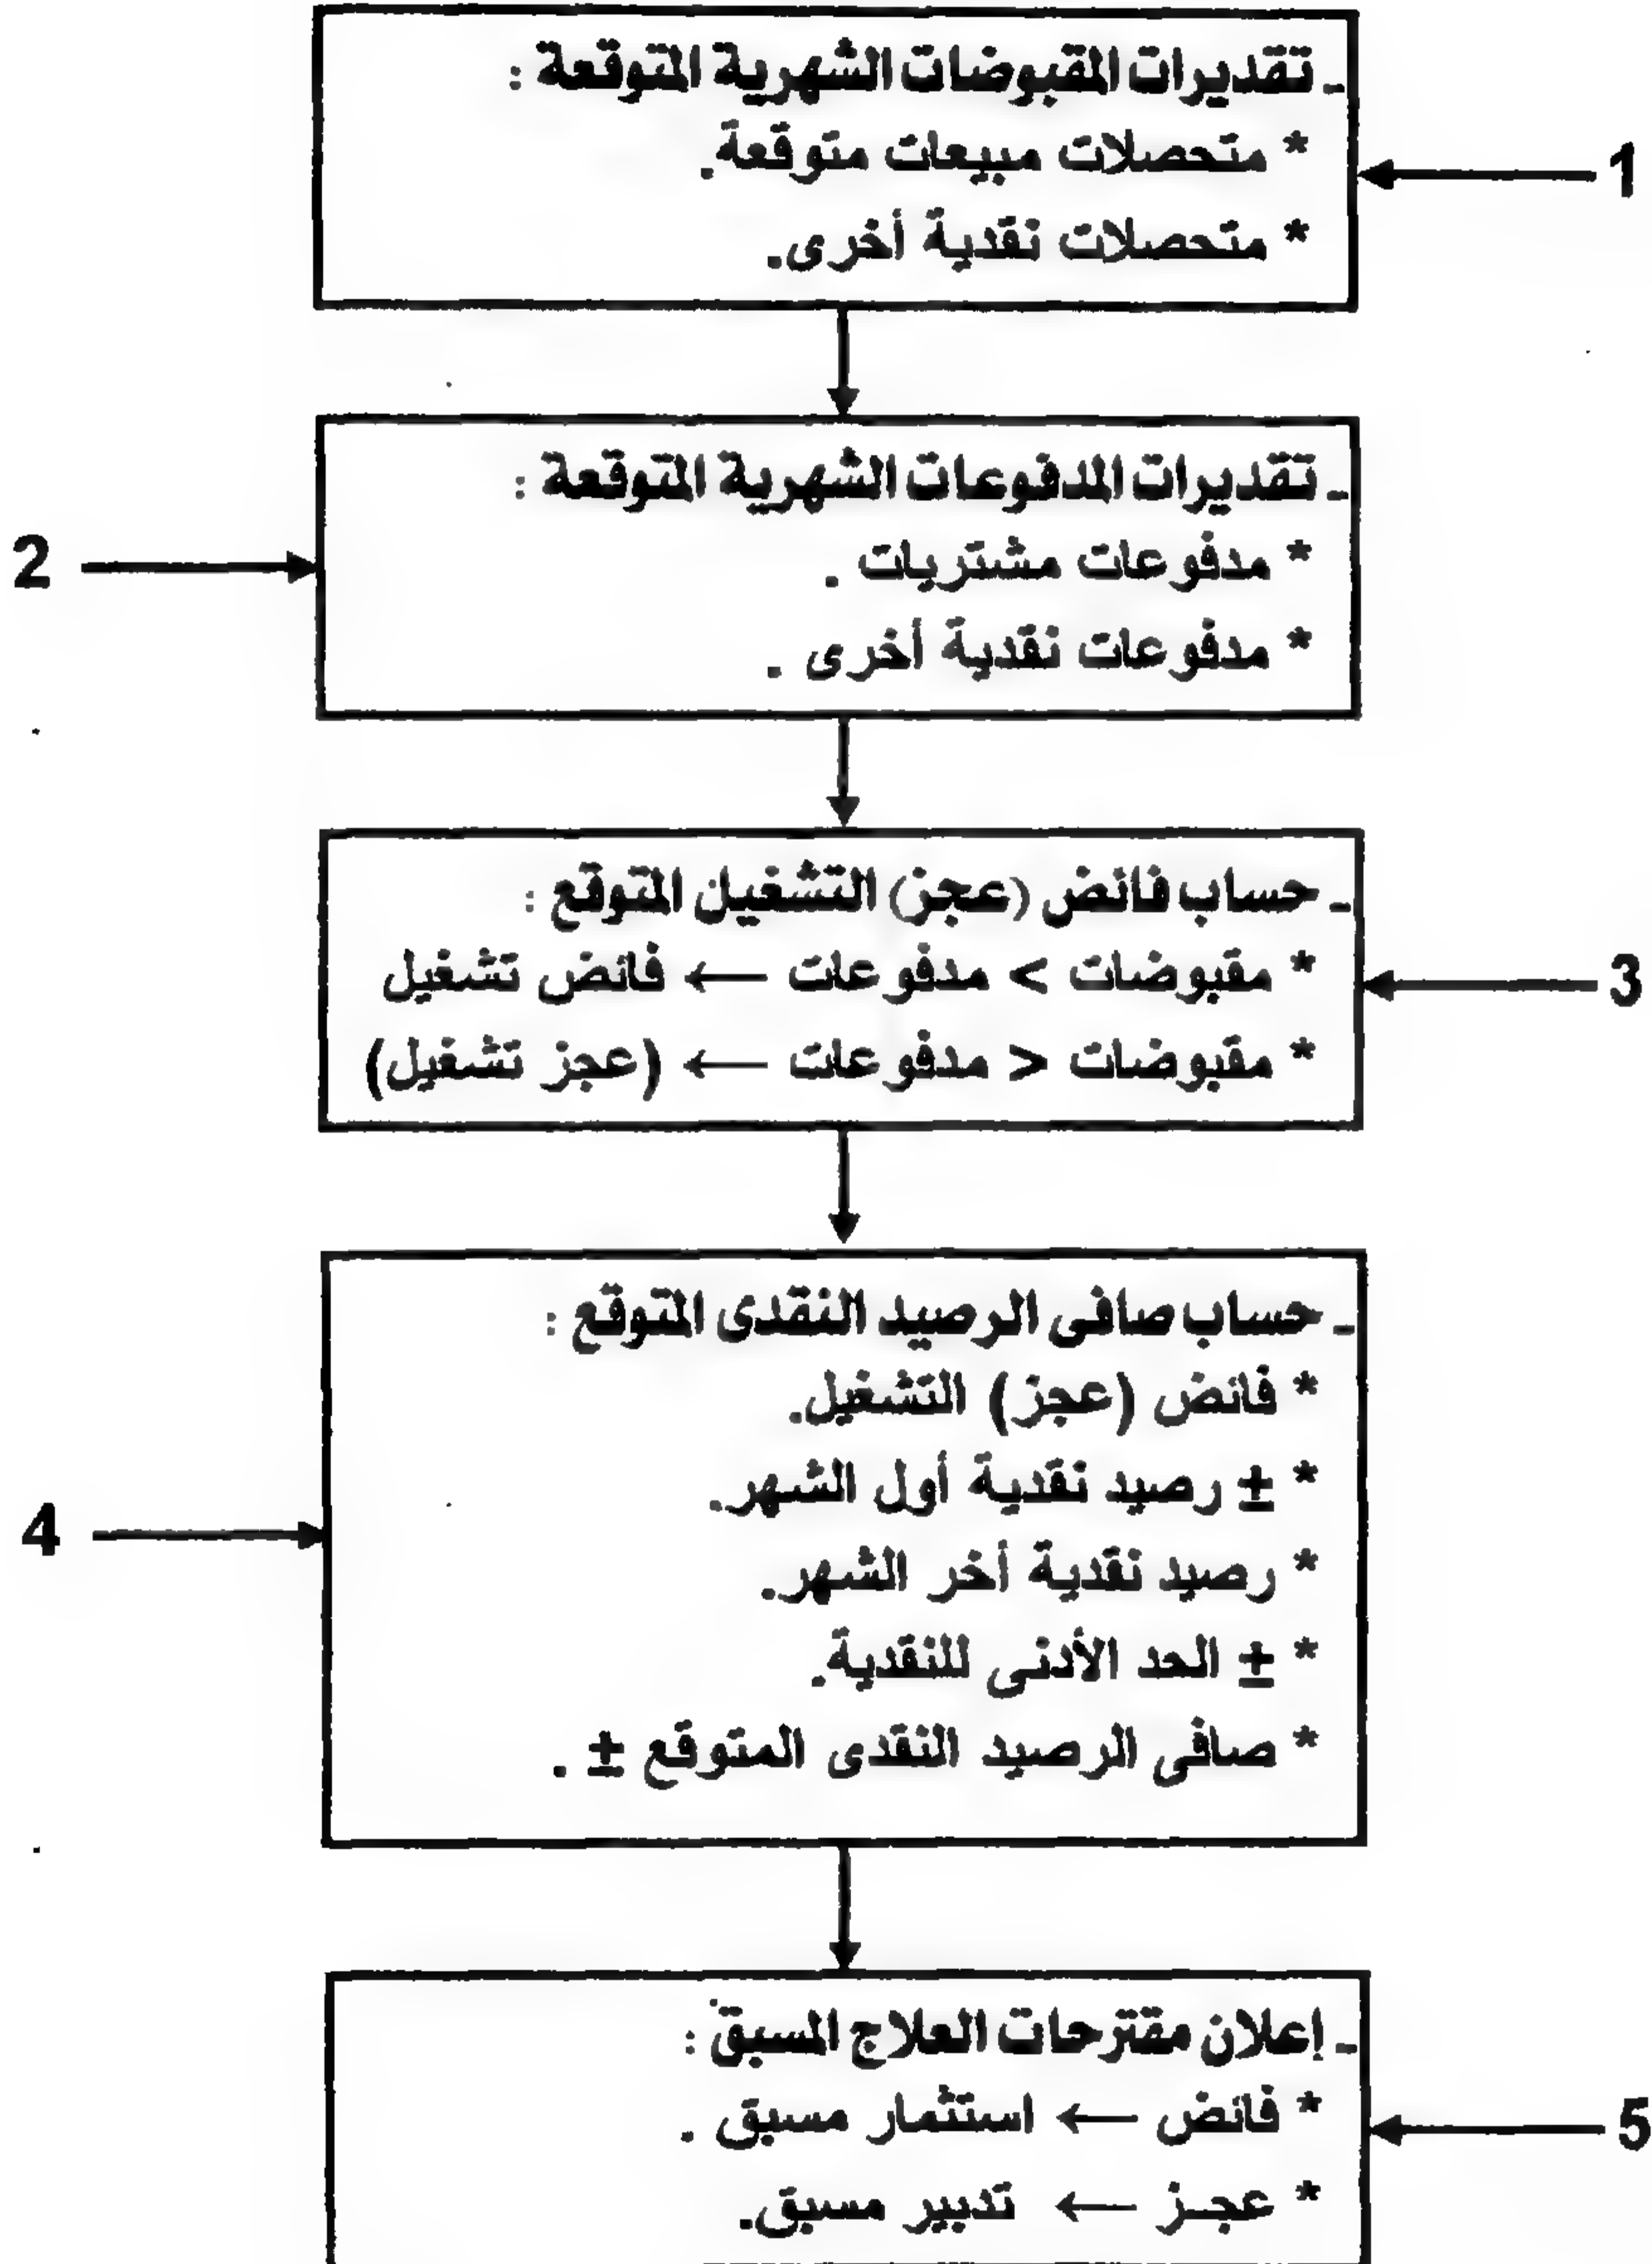 - تقديرات المقبوضات الشهرية المتوقعة :
* متحصلات مبيعات متوقعة.
1
* متحصلات نقدية أخرى.
- تقديرات المدفوعات الشهرية المتوقعة :
* مدفوعات مشتريات .
2
* مدفوعات نقدية أخرى .
- حساب فائض (عجز) التشغيل المتوقع :
* مقبوضات > مدفوعات ← فائض تشغيل
3
* مقبوضات < مدفوعات ← (عجز تشغيل)
- حساب صافى الرصيد النقدى المتوقع :
* فائض (عجز) التشغيل.
* ± رصيد نقدية أول الشهر.
4
* رصيد نقدية أخر الشهر.
* ± الحد الأدنى للنقدية.
* صافى الرصيد النقدى المتوقع ± .
- إعلان مقترحات العلاج المسبق :
* فائض ← استثمار مسبق .
5
* عجـز ← تدبير مسبق.